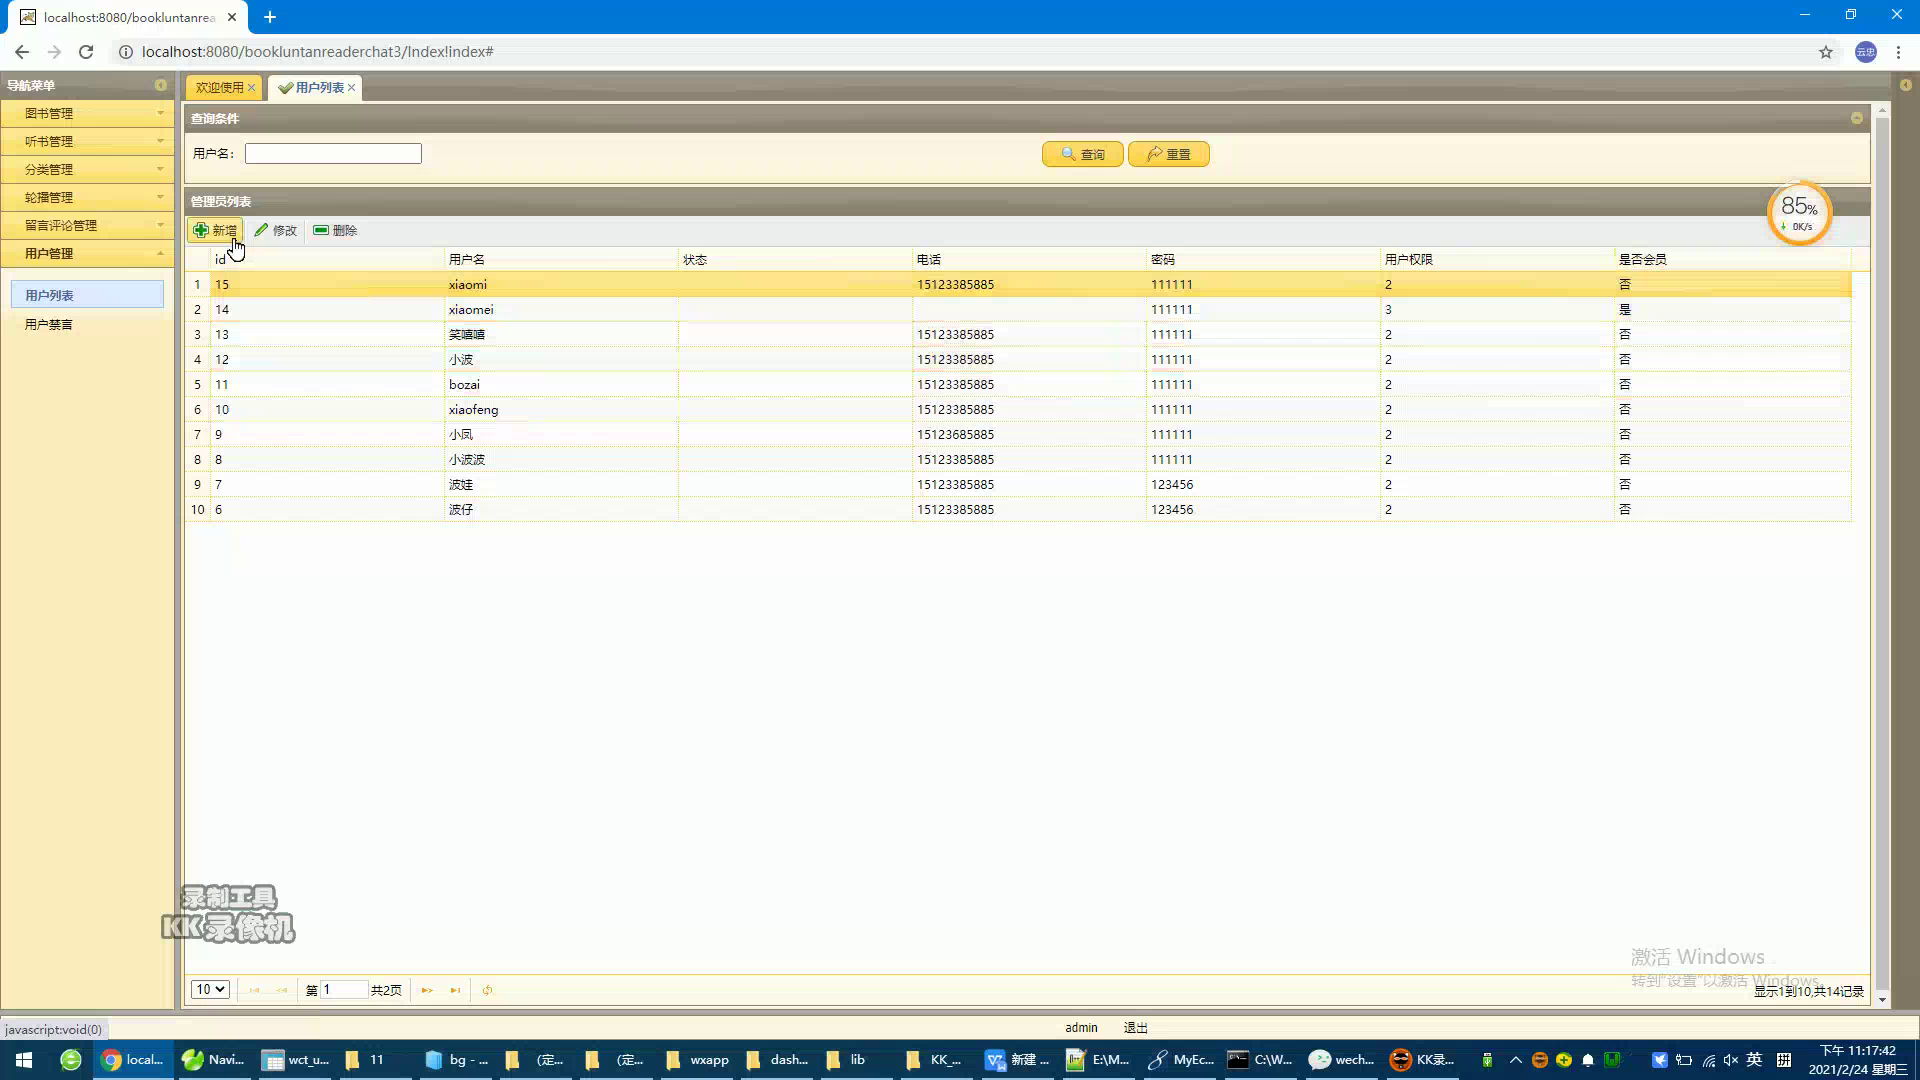 localhost:8080/bookluntanrea
localhost:8080/bookluntanreaderchat3/Index!index#
云忠
导航菜单
图书管理
听书管理
分类管理
轮播管理
留言评论管理
用户管理
用户列表
用户禁言
欢迎使用 用户列表
查询条件
用户名： 查询 重置
管理员列表
新增 修改 删除
85%
0K/s
id 用户名 状态 电话 密码 用户权限 是否会员
1 15 xiaomi 15123385885 111111 2 否
2 14 xiaomei 111111 3 是
3 13 笑嘻嘻 15123385885 111111 2 否
4 12 小波 15123385885 111111 2 否
5 11 bozai 15123385885 111111 2 否
6 10 xiaofeng 15123385885 111111 2 否
7 9 小凤 15123685885 111111 2 否
8 8 小波波 15123385885 111111 2 否
9 7 波娃 15123385885 123456 2 否
10 6 波仔 15123385885 123456 2 否
录制工具
KK录像机
激活 Windows
转到"设置"以激活 Windows。
10 第 1 共2页 显示1到10,共14记录
javascript:void(0) admin 退出
local... Navi... wct_u... 11 bg - ... (定... (定... wxapp dash... lib KK_... 新建 ... E:\M... MyEc... C:\W... wech... KK录... 英 拼
下午 11:17:42
2021/2/24 星期三